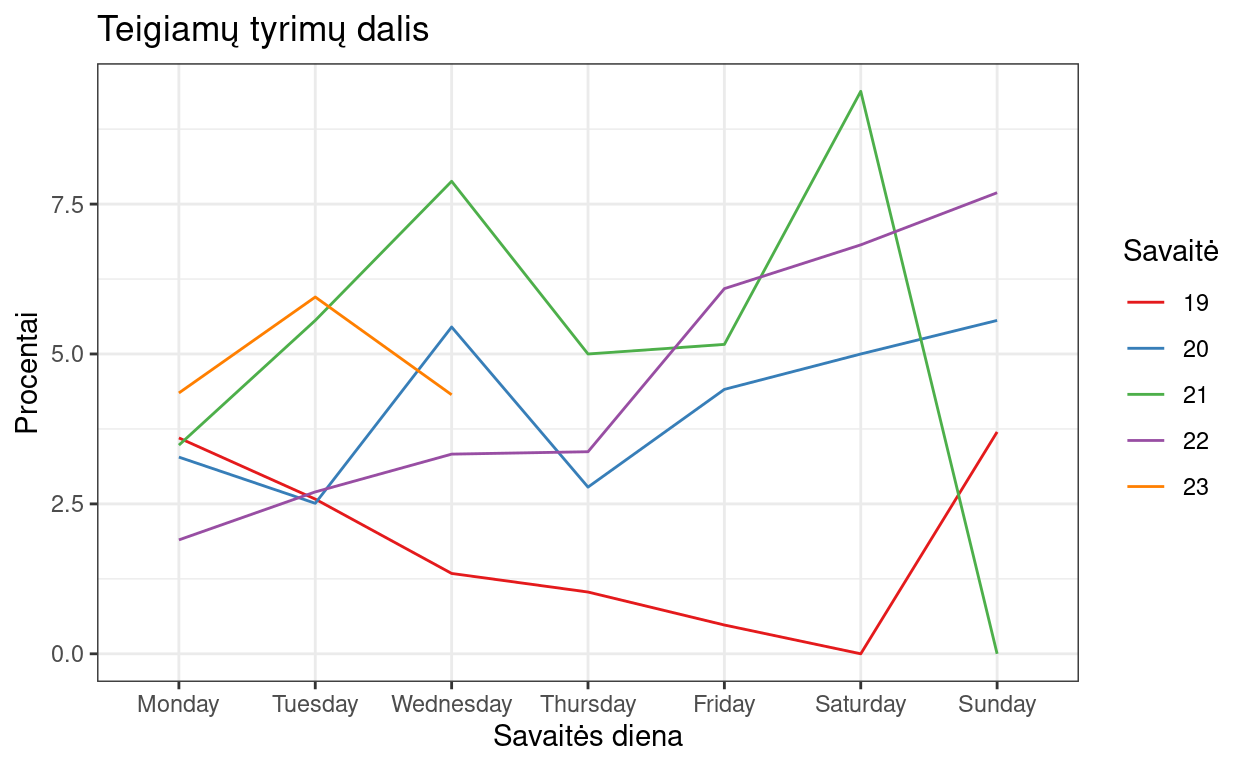 Teigiamų tyrimų dalis
Procentai
7.5
5.0
2.5
0.0
Monday Tuesday Wednesday Thursday Friday Saturday Sunday
Savaitės diena
Savaitė
19
20
21
22
23